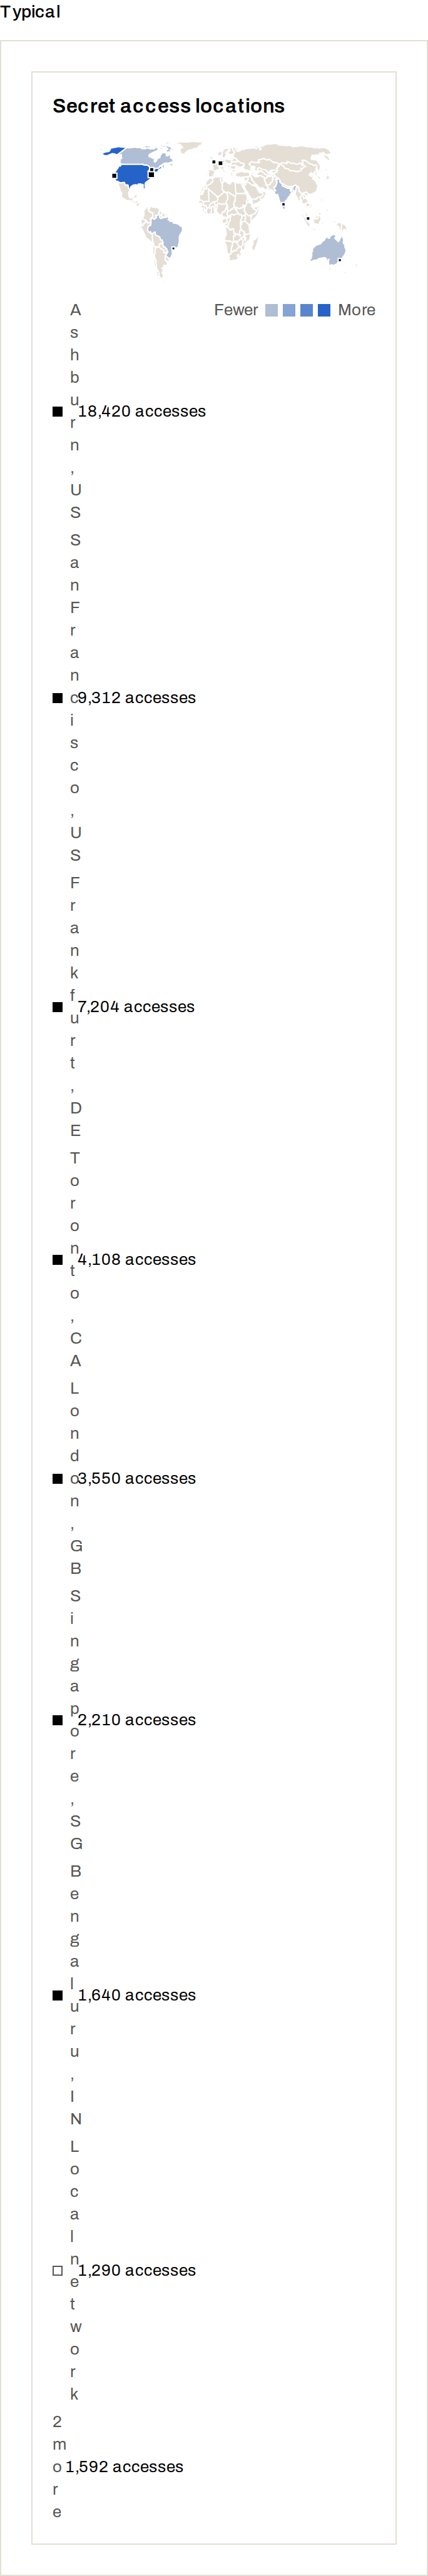 Typical
Secret access locations
Fewer More
Ashburn, US 18,420 accesses
San Francisco, US 9,312 accesses
Frankfurt, DE 7,204 accesses
Toronto, CA 4,108 accesses
London, GB 3,550 accesses
Singapore, SG 2,210 accesses
Bengaluru, IN 1,640 accesses
Local network 1,290 accesses
2 more 1,592 accesses